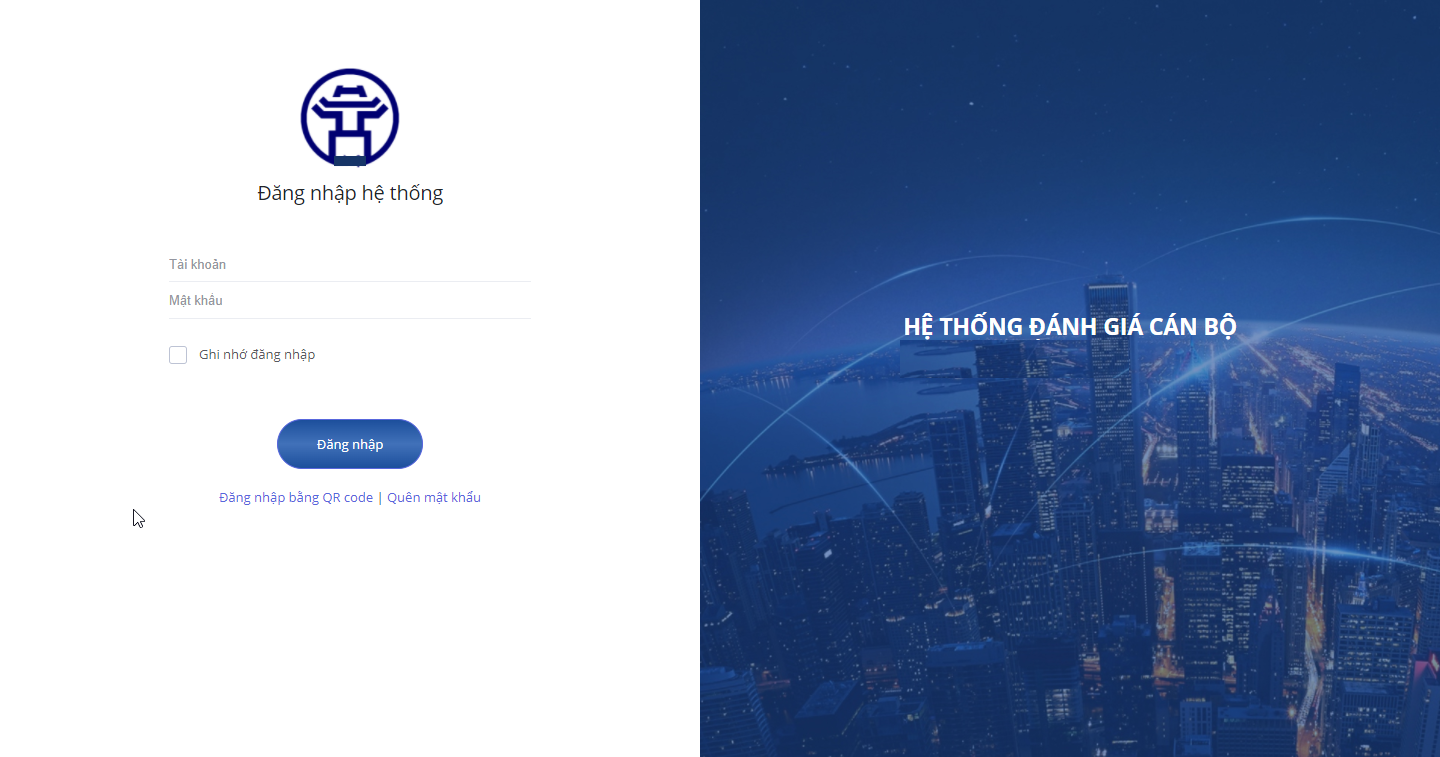 Đăng nhập hệ thống
Tài khoản
Mật khẩu
Ghi nhớ đăng nhập
Đăng nhập
Đăng nhập bằng QR code | Quên mật khẩu
HỆ THỐNG ĐÁNH GIÁ CÁN BỘ